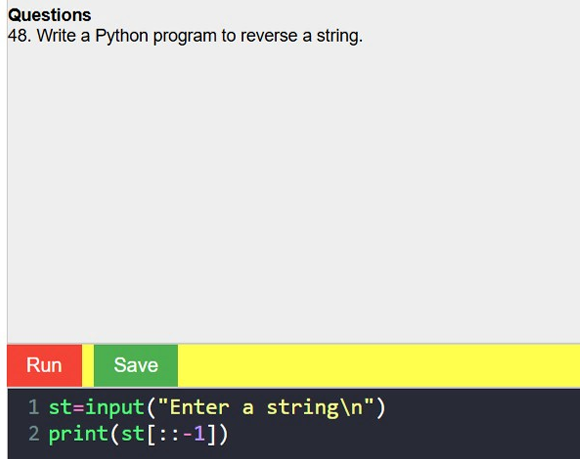 Questions
48. Write a Python program to reverse a string.
Run Save
1 st=input("Enter a string\n")
2 print(st[::-1])